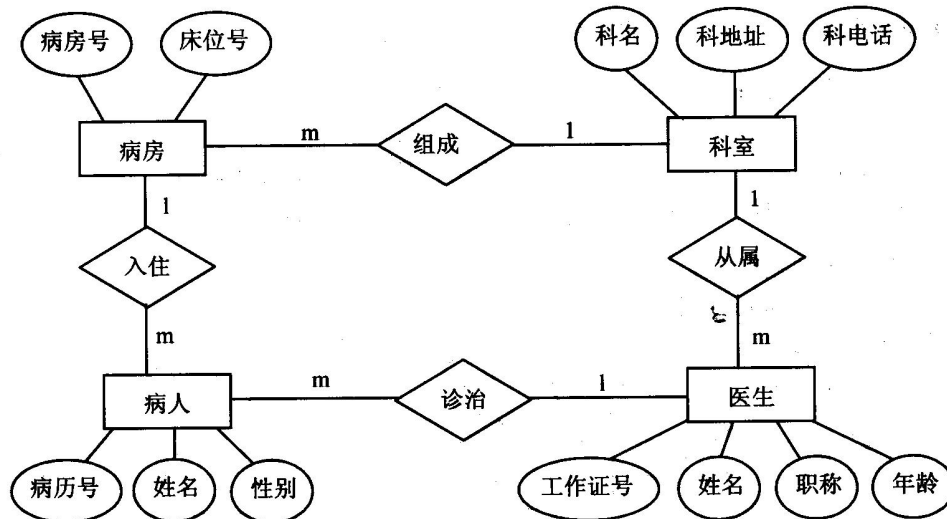 病房号 床位号 科名 科地址 科电话
病房 m 组成 1 科室
1 1
入住 从属
m m
病人 m 诊治 1 医生
病历号 姓名 性别 工作证号 姓名 职称 年龄